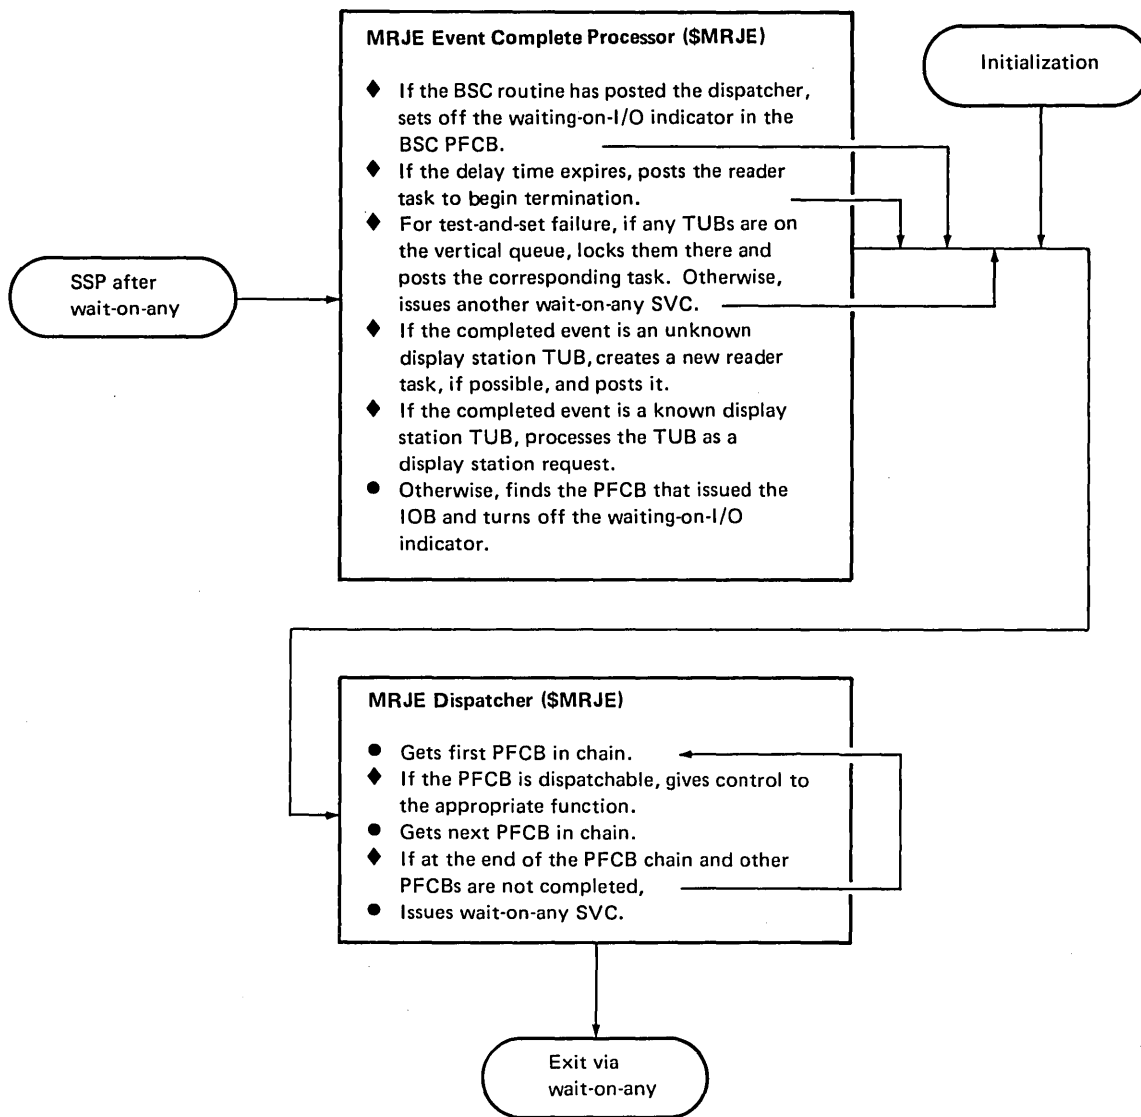 MRJE Event Complete Processor ($MRJE)
Initialization
♦ If the BSC routine has posted the dispatcher,
sets off the waiting-on-I/O indicator in the
BSC PFCB.
♦ If the delay time expires, posts the reader
task to begin termination.
♦ For test-and-set failure, if any TUBs are on
the vertical queue, locks them there and
posts the corresponding task. Otherwise,
issues another wait-on-any SVC.
♦ If the completed event is an unknown
display station TUB, creates a new reader
task, if possible, and posts it.
♦ If the completed event is a known display
station TUB, processes the TUB as a
display station request.
● Otherwise, finds the PFCB that issued the
IOB and turns off the waiting-on-I/O
indicator.
SSP after
wait-on-any
MRJE Dispatcher ($MRJE)
● Gets first PFCB in chain.
♦ If the PFCB is dispatchable, gives control to
the appropriate function.
● Gets next PFCB in chain.
♦ If at the end of the PFCB chain and other
PFCBs are not completed,
● Issues wait-on-any SVC.
Exit via
wait-on-any